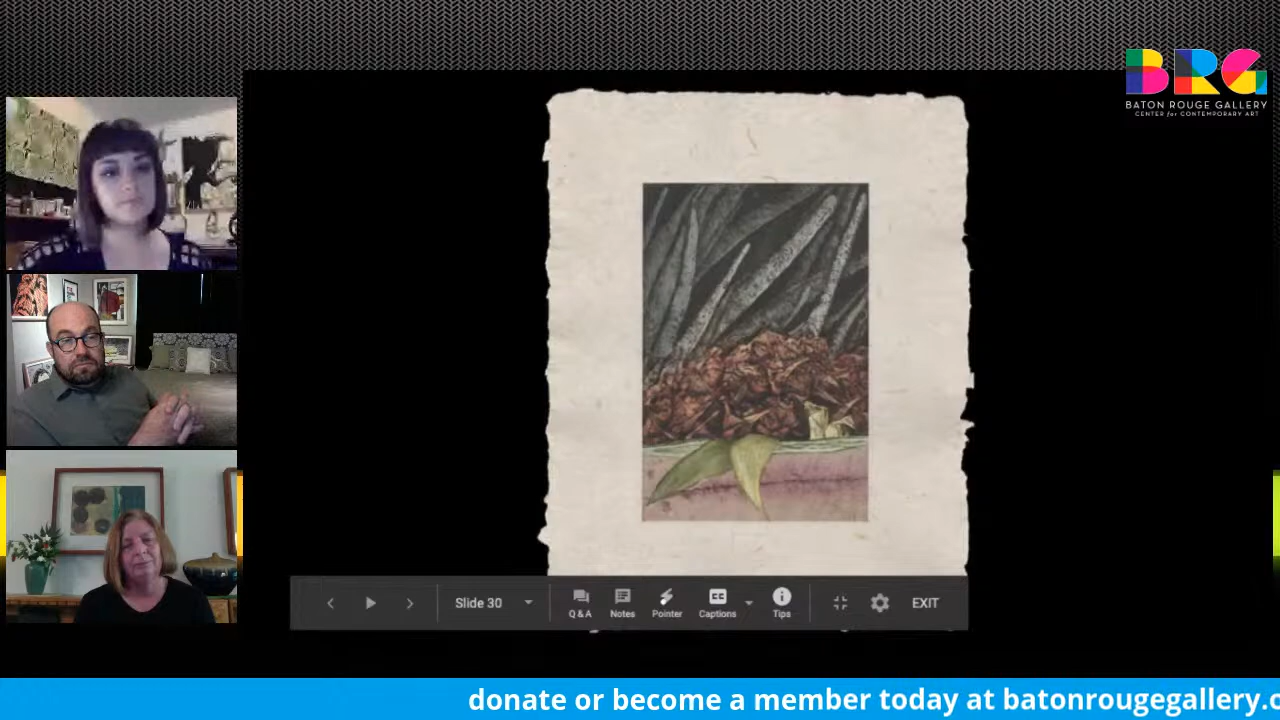 BRG
BATON ROUGE GALLERY
CENTER for CONTEMPORARY ART
Slide 30
Q & A
Notes
Pointer
CC
Captions
Tips
EXIT
donate or become a member today at batonrougegallery.c